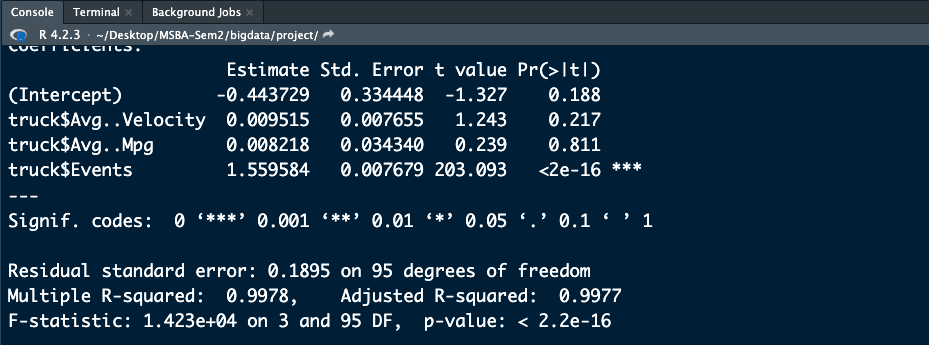 Console Terminal × Background Jobs ×
R 4.2.3 · ~/Desktop/MSBA-Sem2/bigdata/project/
Coefficients:
Estimate Std. Error t value Pr(>|t|)
(Intercept) -0.443729 0.334448 -1.327 0.188
truck$Avg..Velocity 0.009515 0.007655 1.243 0.217
truck$Avg..Mpg 0.008218 0.034340 0.239 0.811
truck$Events 1.559584 0.007679 203.093 <2e-16 ***
---
Signif. codes: 0 ‘***’ 0.001 ‘**’ 0.01 ‘*’ 0.05 ‘.’ 0.1 ‘ ’ 1
Residual standard error: 0.1895 on 95 degrees of freedom
Multiple R-squared: 0.9978, Adjusted R-squared: 0.9977
F-statistic: 1.423e+04 on 3 and 95 DF, p-value: < 2.2e-16